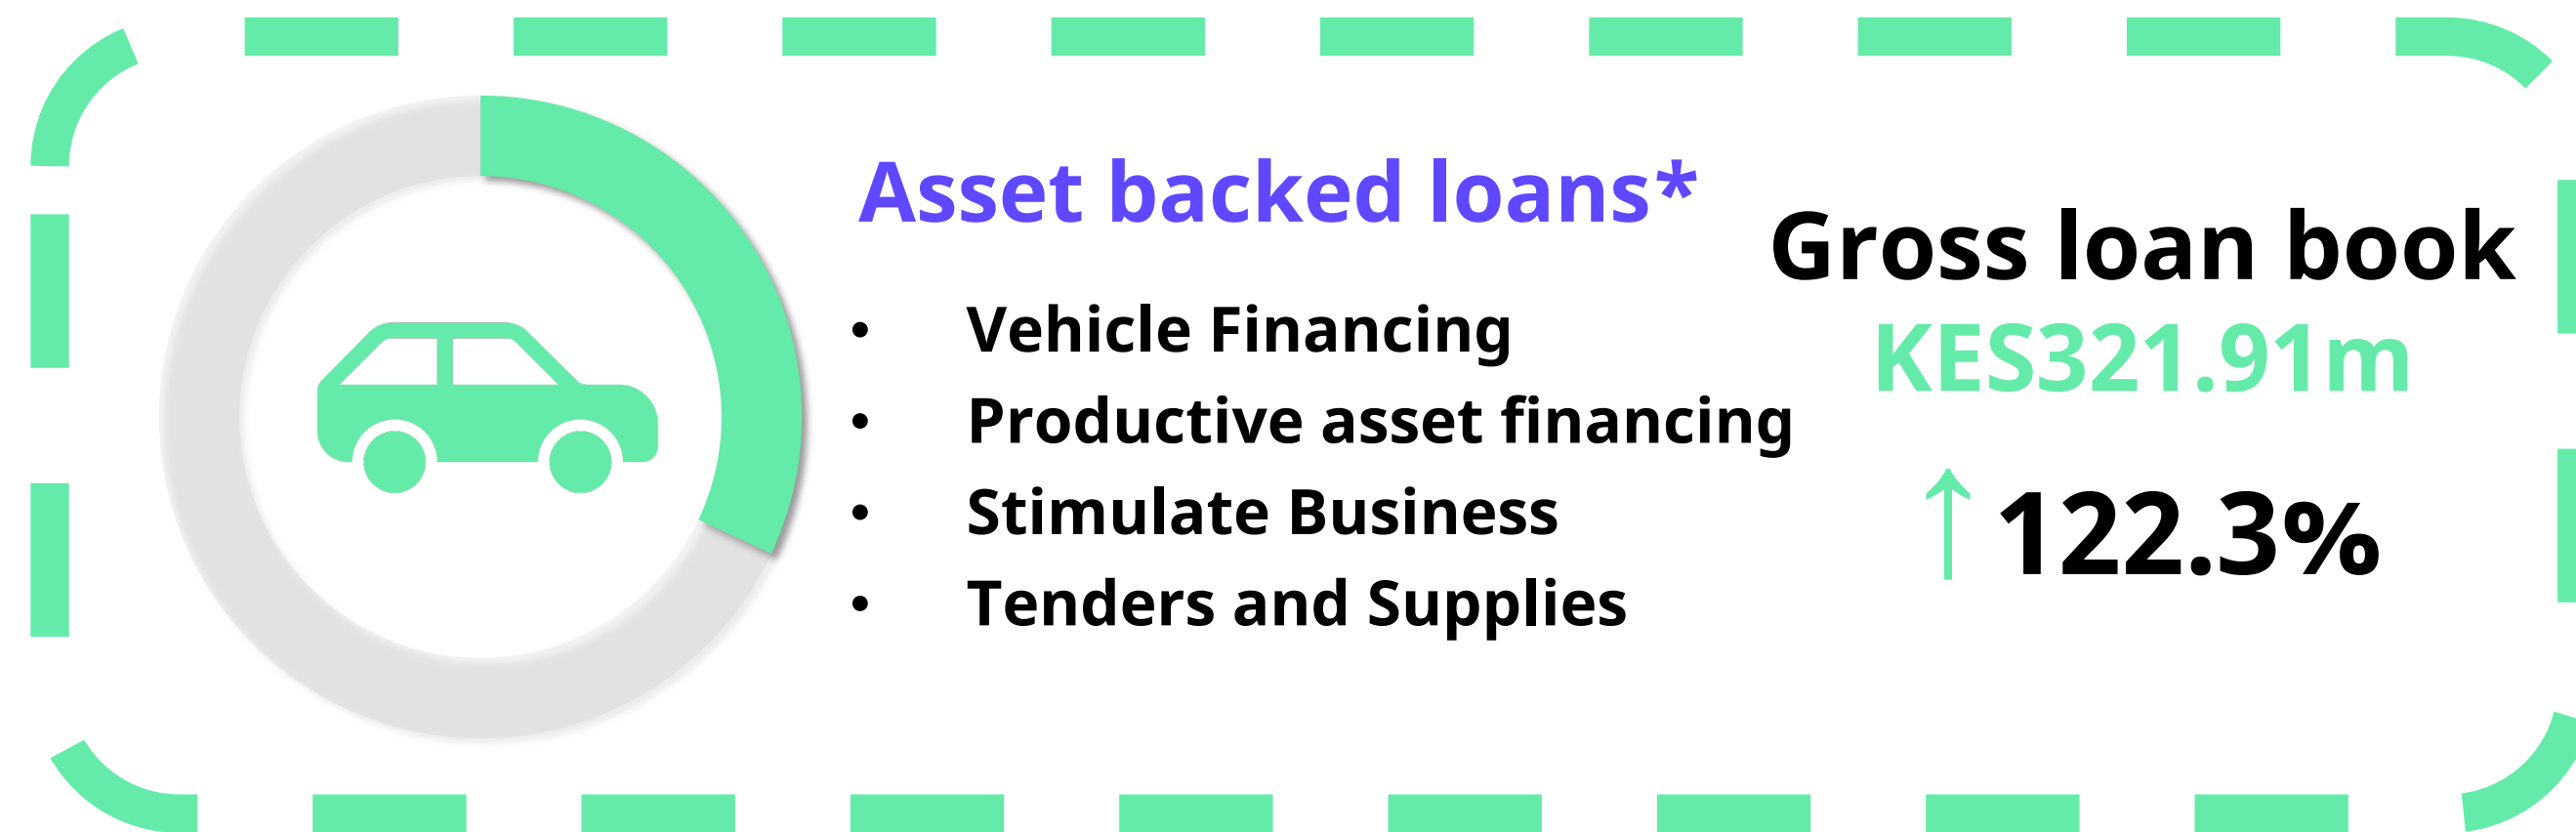 Asset backed loans*
• Vehicle Financing
• Productive asset financing
• Stimulate Business
• Tenders and Supplies
Gross loan book
KES321.91m
↑122.3%